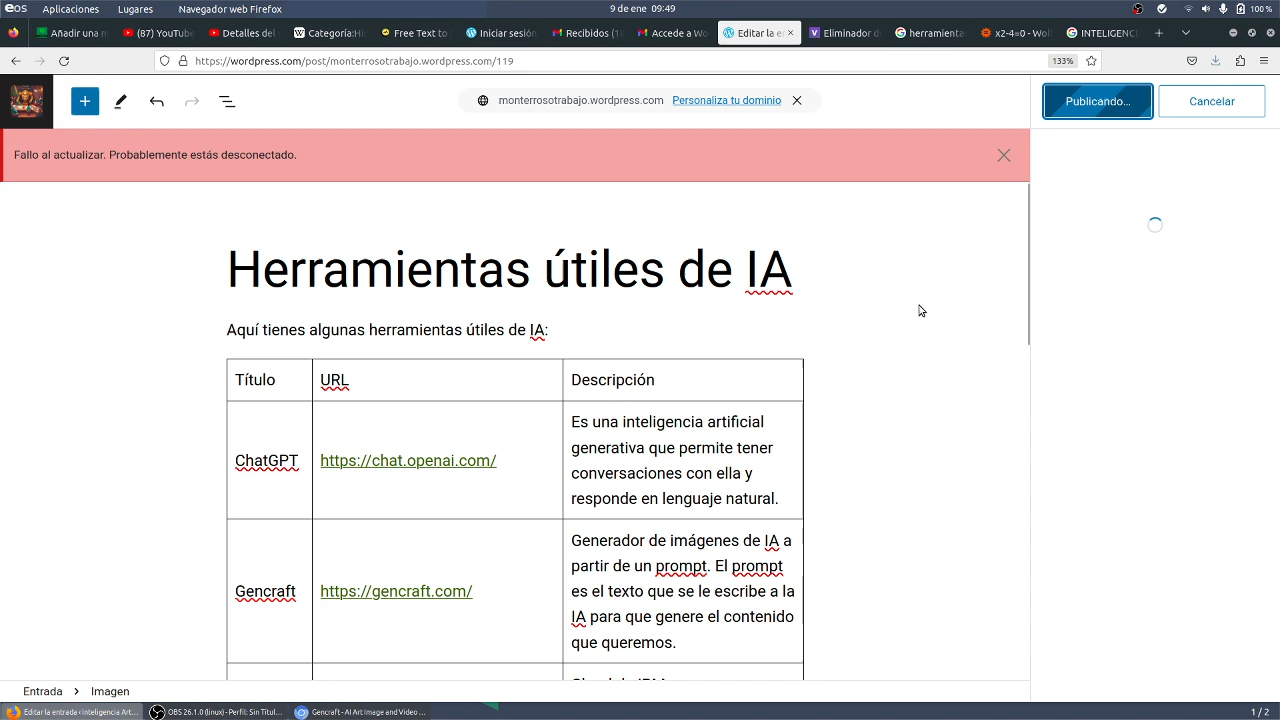 Aplicaciones Lugares Navegador web Firefox 9 de ene 09:49 100 %
Añadir una n (87) YouTube Detalles del Categoría:Hi Free Text to Iniciar sesión Recibidos (1 Accede a Wo Editar la e Eliminador d herramienta x-2-4=0 - Wol INTELIGENC
https://wordpress.com/post/monterrosotrabajo.wordpress.com/119 133%
monterrosotrabajo.wordpress.com Personaliza tu dominio Publicando… Cancelar
Fallo al actualizar. Probablemente estás desconectado.
Herramientas útiles de IA
Aquí tienes algunas herramientas útiles de IA:
Título URL Descripción
ChatGPT https://chat.openai.com/ Es una inteligencia artificial
generativa que permite tener
conversaciones con ella y
responde en lenguaje natural.
Gencraft https://gencraft.com/ Generador de imágenes de IA a
partir de un prompt. El prompt
es el texto que se le escribe a la
IA para que genere el contenido
que queremos.
Entrada > Imagen
Editar la entrada ‹ Inteligencia Art... OBS 26.1.0 (linux) - Perfil: Sin Titul... Gencraft - AI Art Image and Video ... 1 / 2